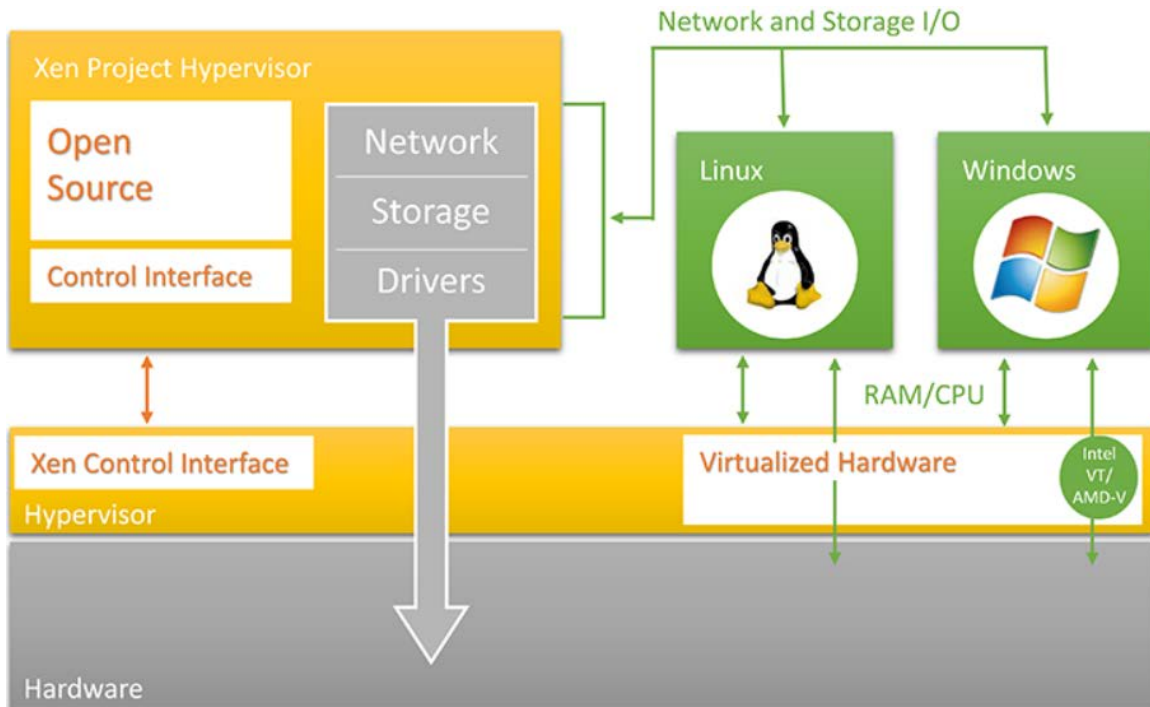 Network and Storage I/O
Xen Project Hypervisor
Open
Source
Control Interface
Network
Storage
Drivers
Linux
Windows
RAM/CPU
Xen Control Interface
Hypervisor
Virtualized Hardware
Intel
VT/
AMD-V
Hardware